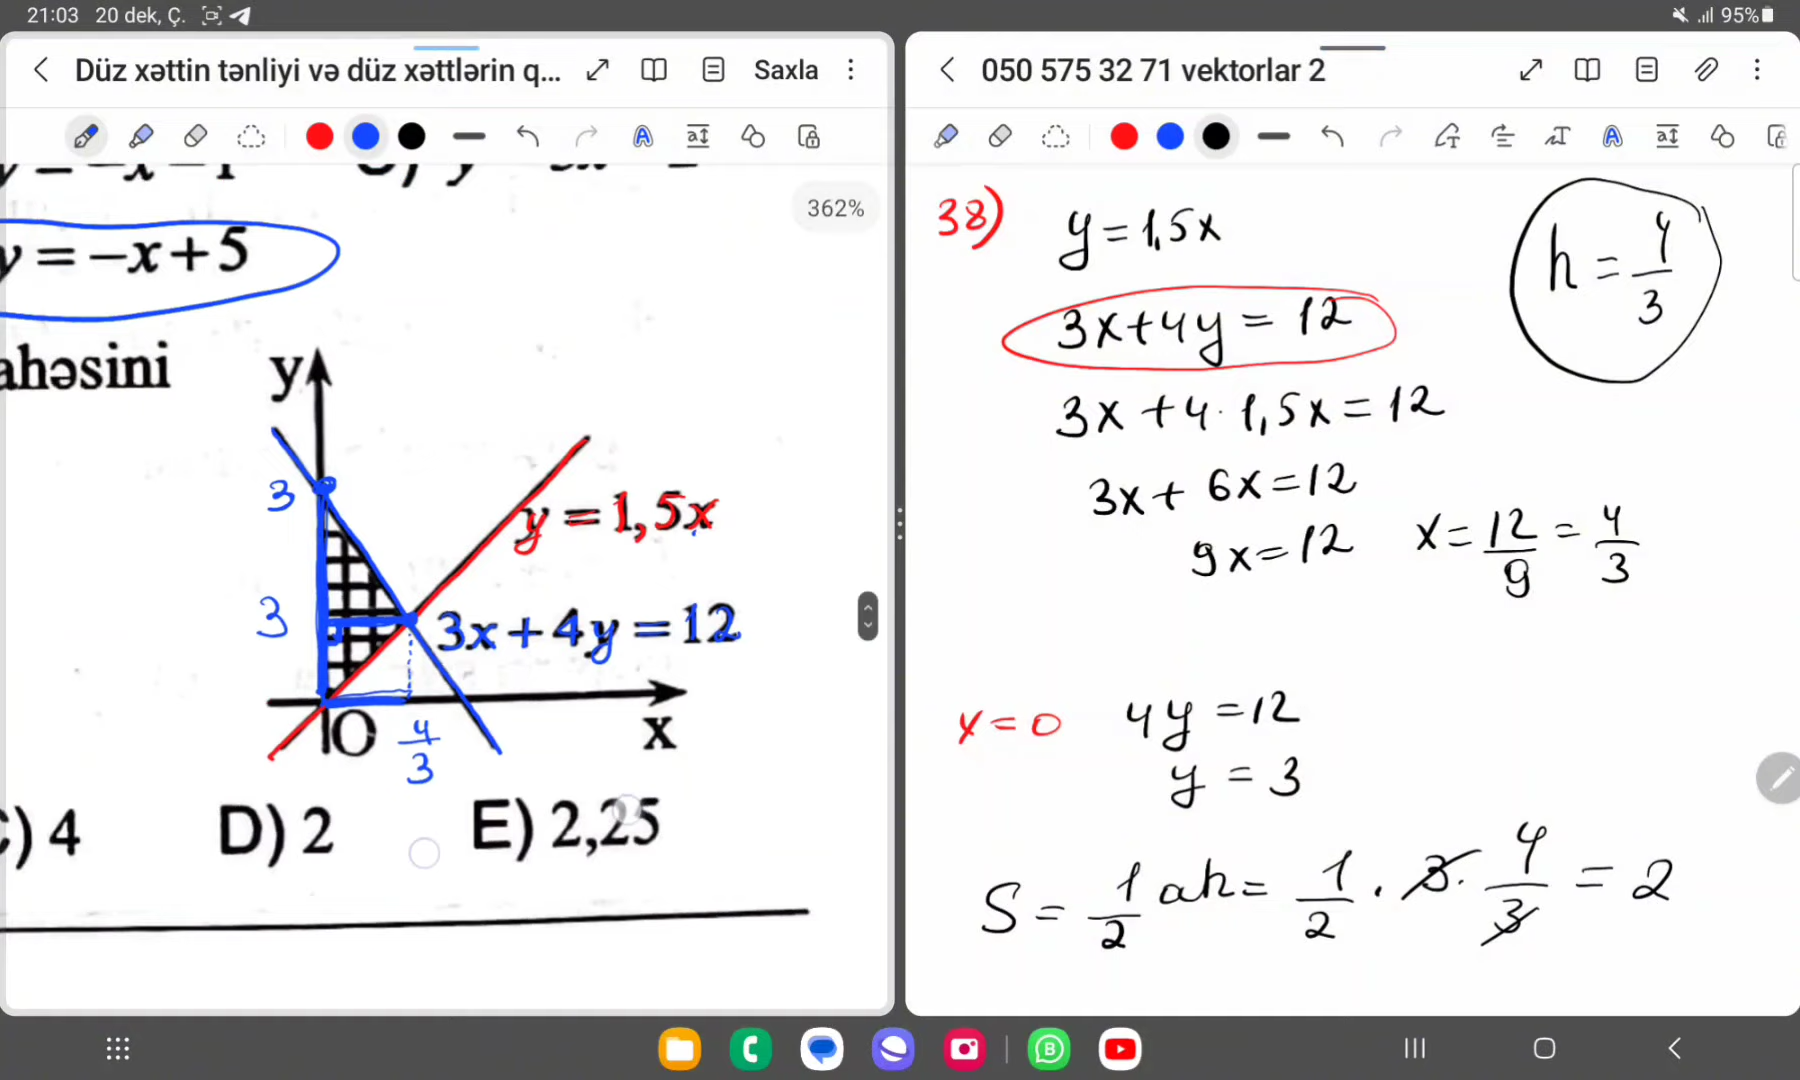 21:03 20 dek, Ç.
95%
Düz xəttin tənliyi və düz xəttlərin q...
Saxla
362%
y = −x+5
ahəsini
y
3
y = 1,5x
3
3x+4y=12
O
4/3
x
4
D) 2
E) 2,25
050 575 32 71 vektorlar 2
38)
y = 1,5x
h = 4/3
3x+4y = 12
3x + 4 · 1,5x = 12
3x + 6x = 12
9x = 12
x = 12/9 = 4/3
x = 0
4y = 12
y = 3
S = 1/2 ah = 1/2 · 3 · 4/3 = 2